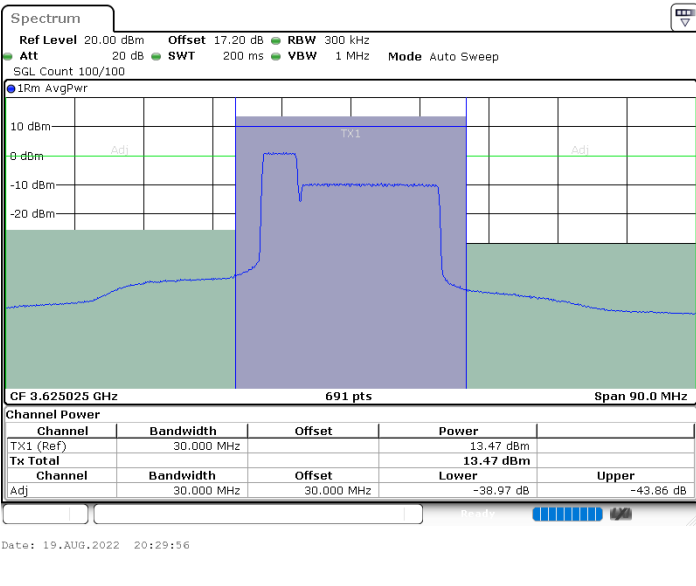 Spectrum
Ref Level 20.00 dBm Offset 17.20 dB RBW 300 kHz
Att 20 dB SWT 200 ms VBW 1 MHz Mode Auto Sweep
SGL Count 100/100
1Rm AvgPwr
10 dBm
TX1
0 dBm
Adj
Adj
-10 dBm
-20 dBm
CF 3.625025 GHz 691 pts Span 90.0 MHz
Channel Power
Channel Bandwidth Offset Power
TX1 (Ref) 30.000 MHz 13.47 dBm
Tx Total 13.47 dBm
Channel Bandwidth Offset Lower Upper
Adj 30.000 MHz 30.000 MHz -38.97 dB -43.86 dB
Ready
Date: 19.AUG.2022 20:29:56